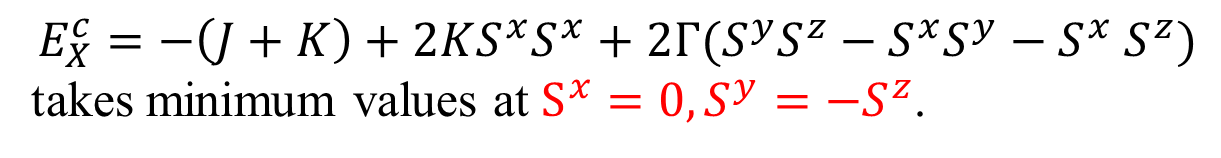 𝐸_𝑋^𝑐 = −(𝐽 + 𝐾) + 2𝐾𝑆^𝑥𝑆^𝑥 + 2Γ(𝑆^𝑦𝑆^𝑧 − 𝑆^𝑥𝑆^𝑦 − 𝑆^𝑥 𝑆^𝑧)
takes minimum values at S^𝑥 = 0, 𝑆^𝑦 = −𝑆^𝑧.